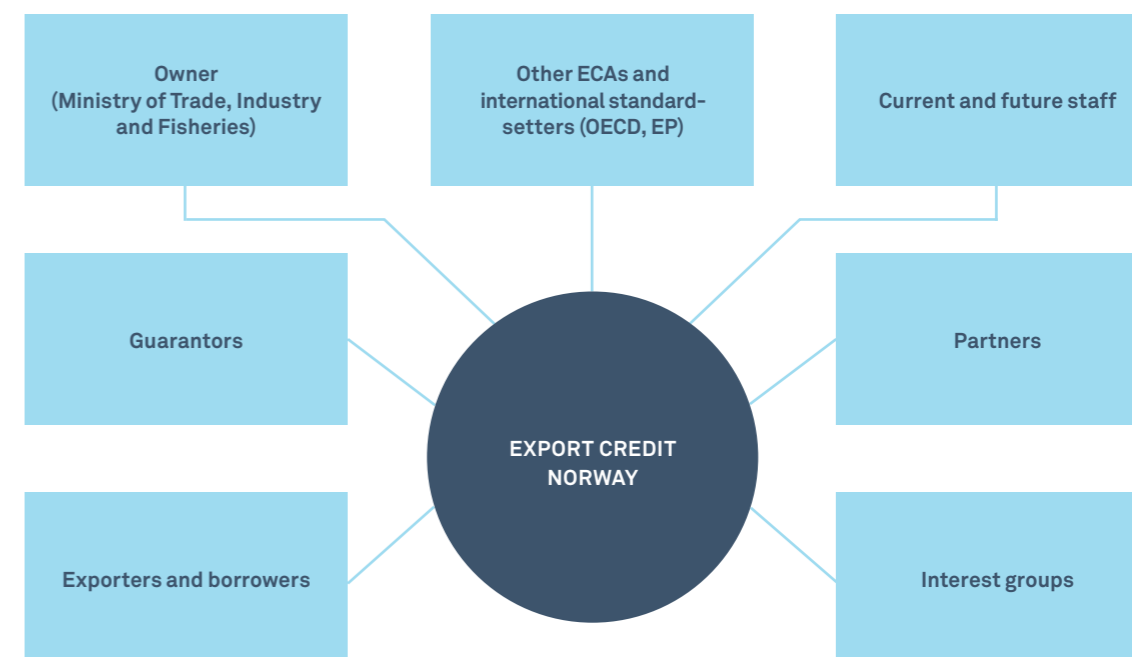 Owner
(Ministry of Trade, Industry
and Fisheries)
Other ECAs and
international standard-
setters (OECD, EP)
Current and future staff
Guarantors
Partners
EXPORT CREDIT
NORWAY
Exporters and borrowers
Interest groups